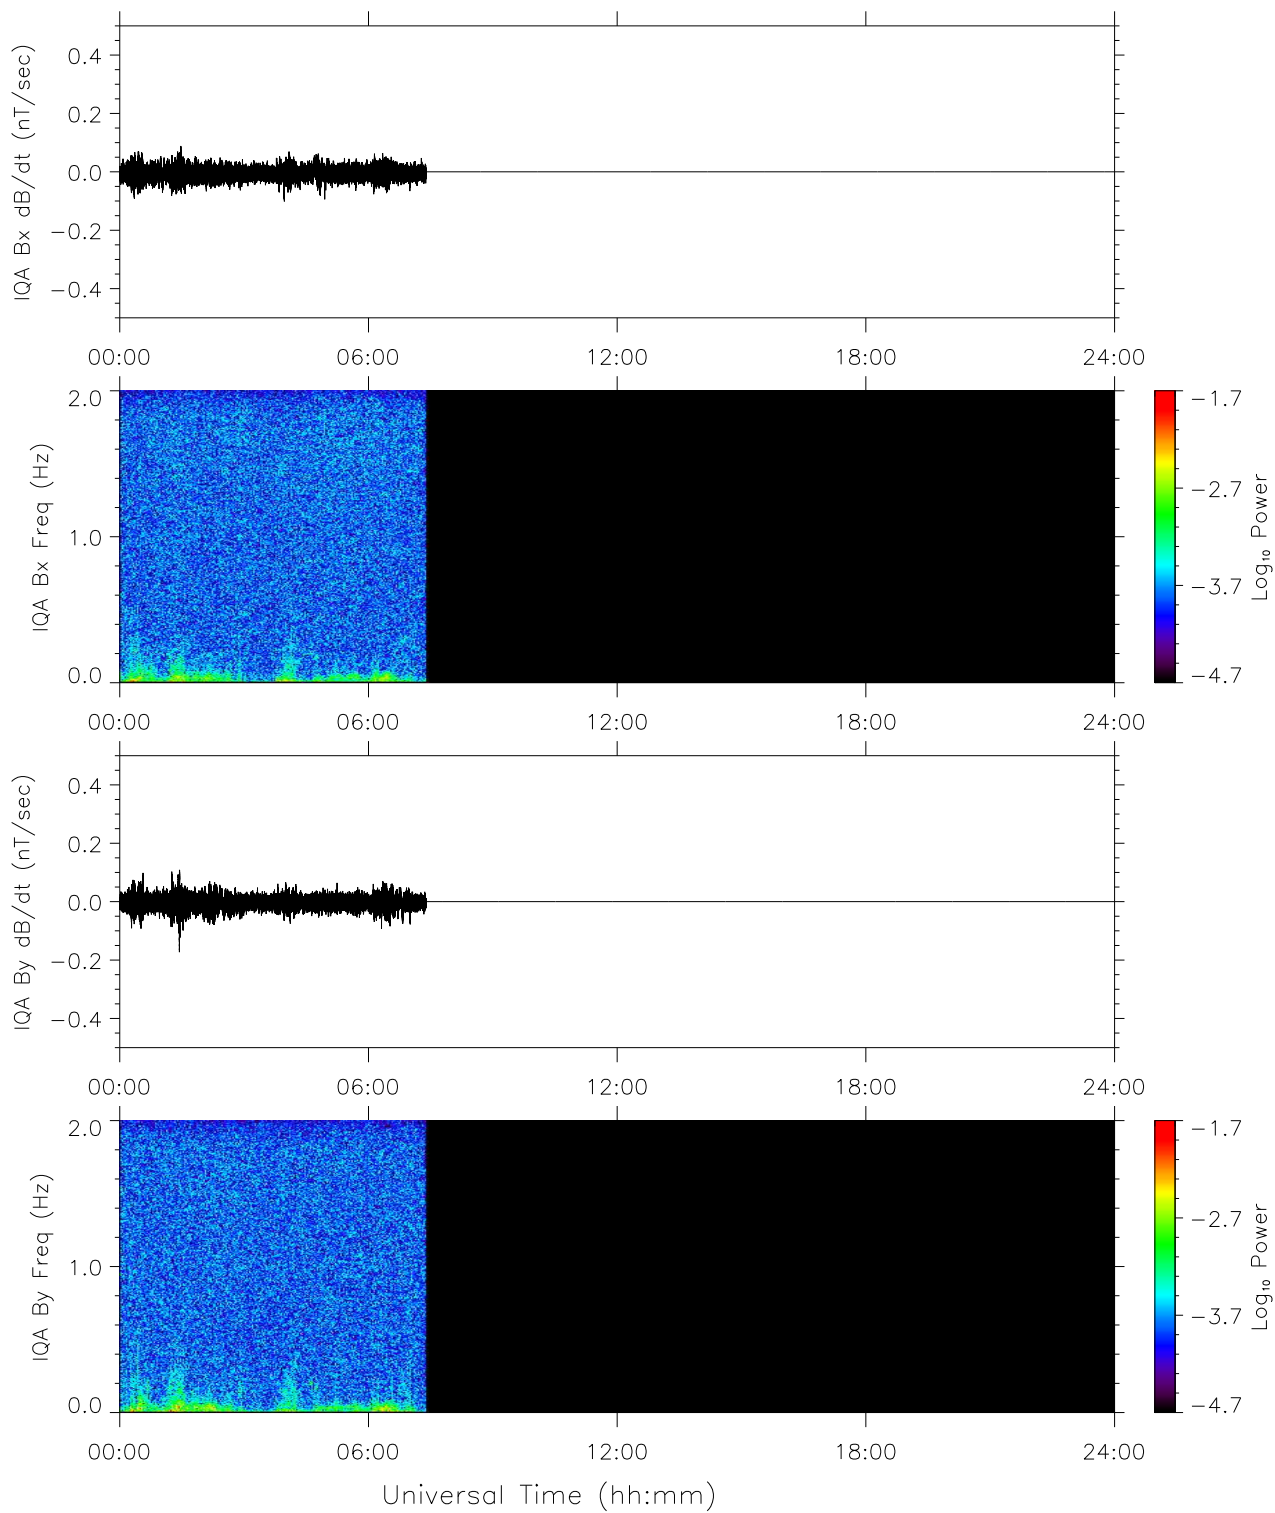 IQA Bx dB/dt (nT/sec)
0.4
0.2
0.0
−0.2
−0.4
00:00 06:00 12:00 18:00 24:00
IQA Bx Freq (Hz)
2.0
1.0
0.0
00:00 06:00 12:00 18:00 24:00
−1.7
−2.7
−3.7
−4.7
Log₁₀ Power
IQA By dB/dt (nT/sec)
0.4
0.2
0.0
−0.2
−0.4
00:00 06:00 12:00 18:00 24:00
IQA By Freq (Hz)
2.0
1.0
0.0
00:00 06:00 12:00 18:00 24:00
−1.7
−2.7
−3.7
−4.7
Log₁₀ Power
Universal Time (hh:mm)